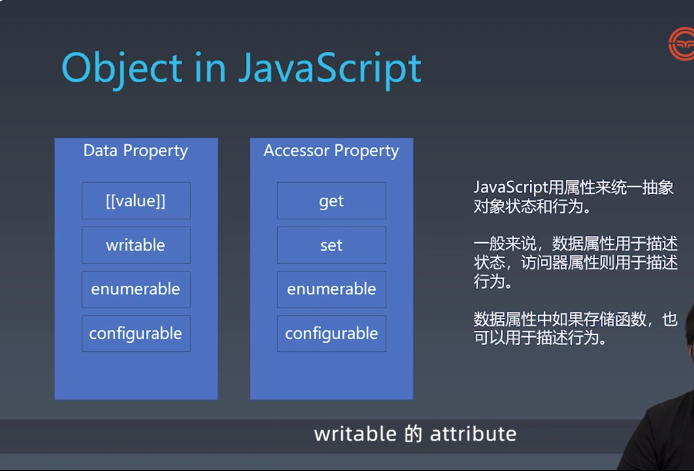 Object in JavaScript
Data Property
[[value]]
writable
enumerable
configurable
Accessor Property
get
set
enumerable
configurable
JavaScript用属性来统一抽象
对象状态和行为。
一般来说，数据属性用于描述
状态，访问器属性则用于描述
行为。
数据属性中如果存储函数，也
可以用于描述行为。
writable 的 attribute